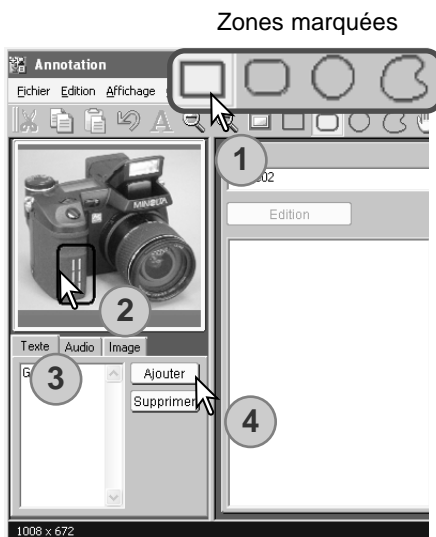 Zones marquées
Annotation
Fichier Edition Affichage
1
02
Edition
MINOLTA
2
Texte Audio Image
3
G
Ajouter
Supprimer
4
1008 x 672